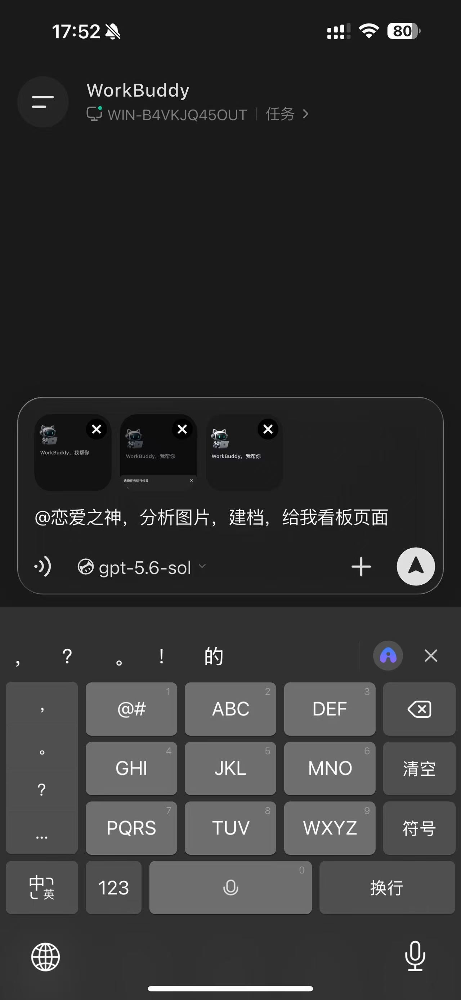 17:52
80
WorkBuddy
WIN-B4VKJQ45OUT | 任务 >
WorkBuddy，我帮你
WorkBuddy，我帮你
选择任务运行位置
WorkBuddy，我帮你
@恋爱之神，分析图片，建档，给我看板页面
gpt-5.6-sol
， ？ 。 ！ 的
，
。
？
...
1
@#
2
ABC
3
DEF
4
GHI
5
JKL
6
MNO
清空
7
PQRS
8
TUV
9
WXYZ
符号
中英
123
0
换行